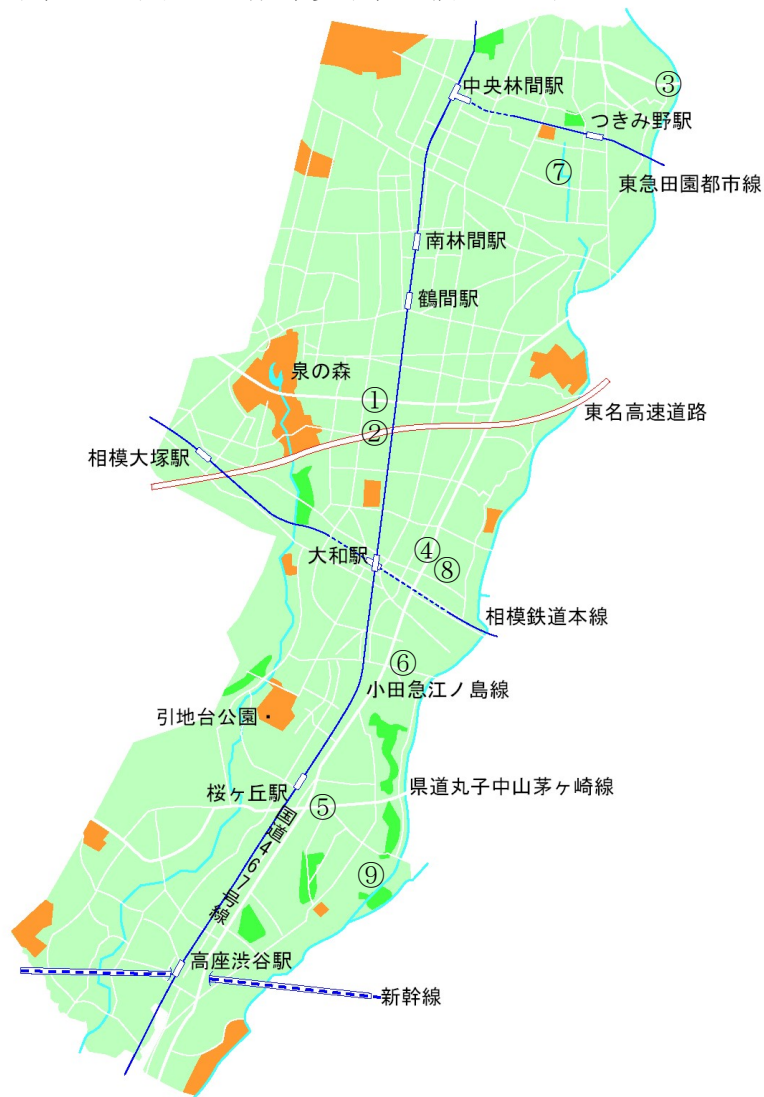 中央林間駅
③
つきみ野駅
⑦
東急田園都市線
南林間駅
鶴間駅
泉の森
①
東名高速道路
②
相模大塚駅
④
大和駅
⑧
相模鉄道本線
⑥
小田急江ノ島線
引地台公園
県道丸子中山茅ヶ崎線
桜ヶ丘駅
⑤
国道467号線
⑨
高座渋谷駅
新幹線